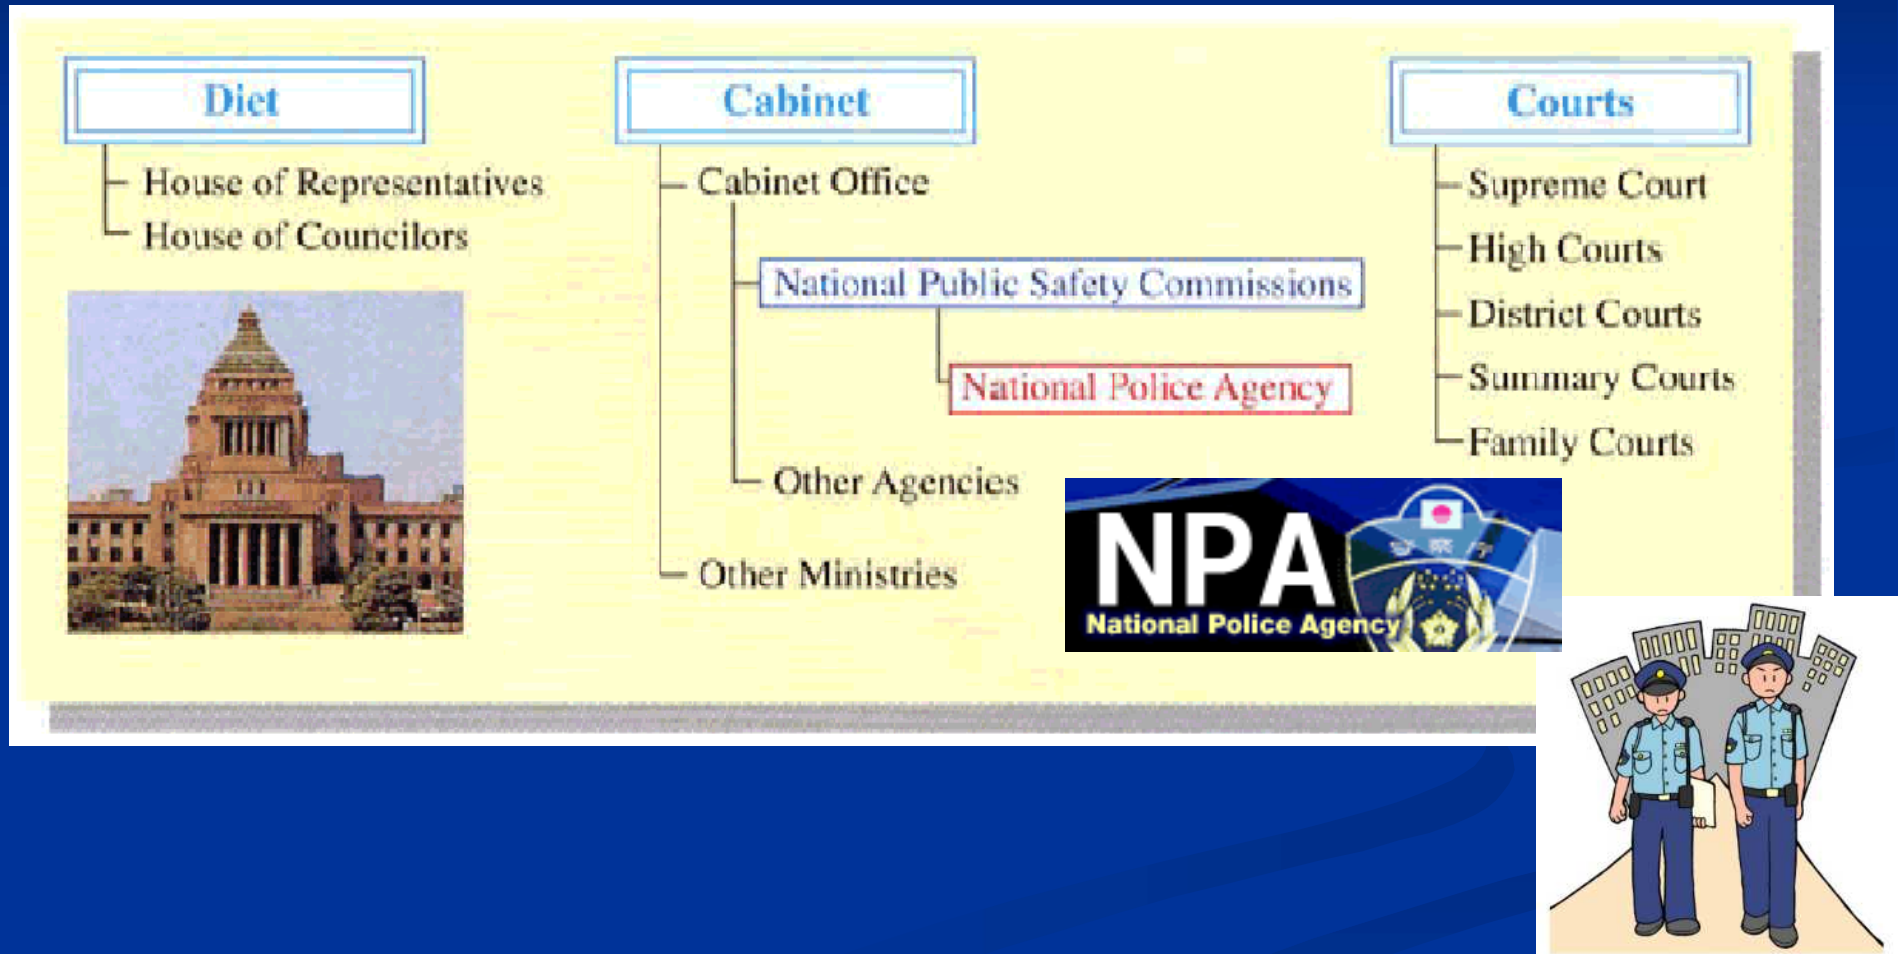 Diet
House of Representatives
House of Councilors
Cabinet
Cabinet Office
National Public Safety Commissions
National Police Agency
Other Agencies
Other Ministries
Courts
Supreme Court
High Courts
District Courts
Summary Courts
Family Courts
NPA
National Police Agency